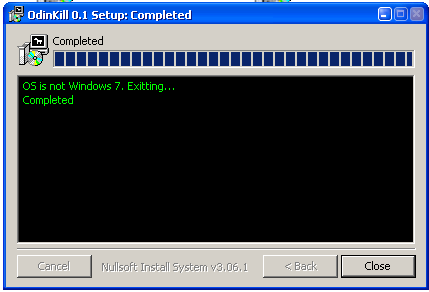 OdinKill 0.1 Setup: Completed
Completed
OS is not Windows 7. Exitting...
Completed
Cancel
Nullsoft Install System v3.06.1
< Back
Close